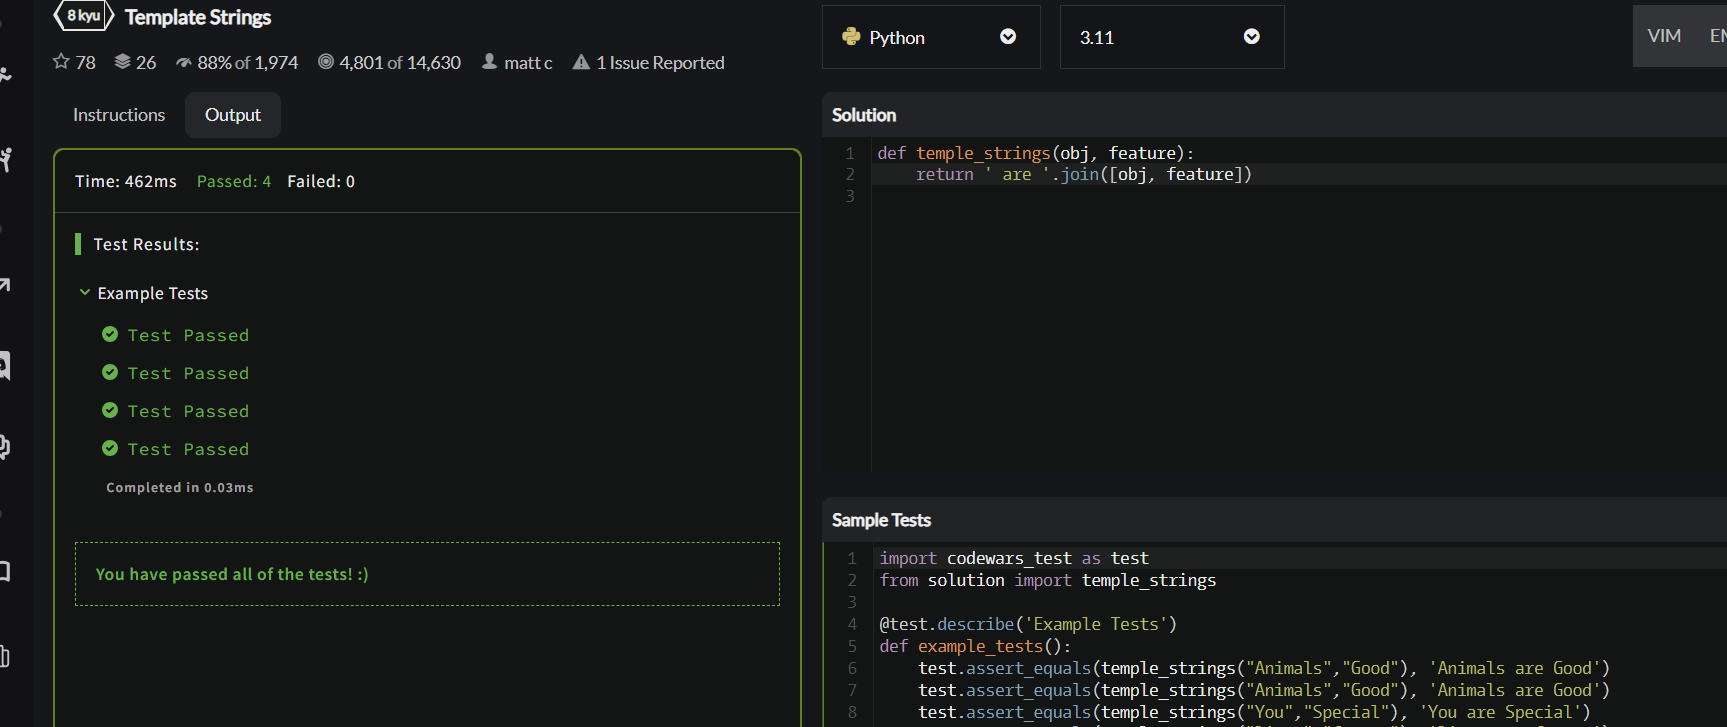 8 kyu Template Strings
78 26 88% of 1,974 4,801 of 14,630 matt c 1 Issue Reported
Instructions Output
Time: 462ms Passed: 4 Failed: 0
Test Results:
Example Tests
Test Passed
Test Passed
Test Passed
Test Passed
Completed in 0.03ms
You have passed all of the tests! :)
Python 3.11 VIM
Solution
1 def temple_strings(obj, feature):
2     return ' are '.join([obj, feature])
3
Sample Tests
1 import codewars_test as test
2 from solution import temple_strings
3
4 @test.describe('Example Tests')
5 def example_tests():
6     test.assert_equals(temple_strings("Animals","Good"), 'Animals are Good')
7     test.assert_equals(temple_strings("Animals","Good"), 'Animals are Good')
8     test.assert_equals(temple_strings("You","Special"), 'You are Special')